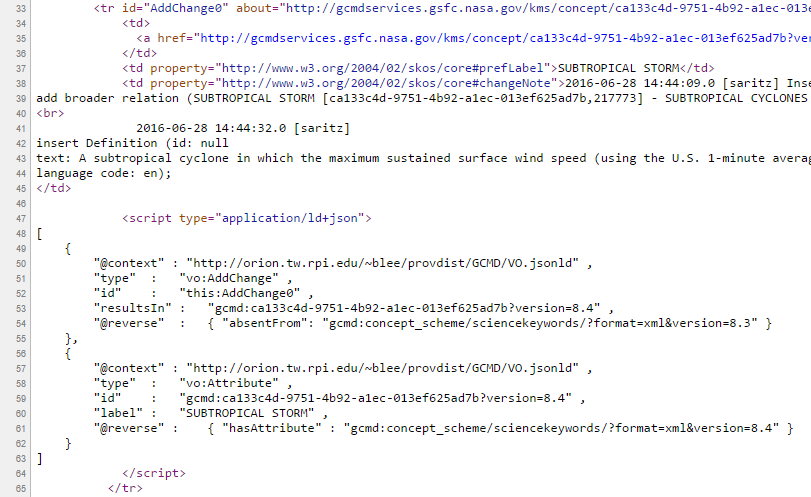 33 <tr id="AddChange0" about="http://gcmdservices.gsfc.nasa.gov/kms/concept/ca133c4d-9751-4b92-a1ec-013e
34 <td>
35 <a href="http://gcmdservices.gsfc.nasa.gov/kms/concept/ca133c4d-9751-4b92-a1ec-013ef625ad7b?ver
36 </td>
37 <td property="http://www.w3.org/2004/02/skos/core#prefLabel">SUBTROPICAL STORM</td>
38 <td property="http://www.w3.org/2004/02/skos/core#changeNote">2016-06-28 14:44:09.0 [saritz] Inse
39 add broader relation (SUBTROPICAL STORM [ca133c4d-9751-4b92-a1ec-013ef625ad7b,217773] - SUBTROPICAL CYCLONES
40 <br>
41 2016-06-28 14:44:32.0 [saritz]
42 insert Definition (id: null
43 text: A subtropical cyclone in which the maximum sustained surface wind speed (using the U.S. 1-minute averag
44 language code: en);
45 </td>
46
47 <script type="application/ld+json">
48 [
49 {
50 "@context" : "http://orion.tw.rpi.edu/~blee/provdist/GCMD/VO.jsonld" ,
51 "type" : "vo:AddChange" ,
52 "id" : "this:AddChange0" ,
53 "resultsIn" : "gcmd:ca133c4d-9751-4b92-a1ec-013ef625ad7b?version=8.4" ,
54 "@reverse" : { "absentFrom": "gcmd:concept_scheme/sciencekeywords/?format=xml&version=8.3" }
55 },
56 {
57 "@context" : "http://orion.tw.rpi.edu/~blee/provdist/GCMD/VO.jsonld" ,
58 "type" : "vo:Attribute" ,
59 "id" : "gcmd:ca133c4d-9751-4b92-a1ec-013ef625ad7b?version=8.4" ,
60 "label" : "SUBTROPICAL STORM" ,
61 "@reverse" : { "hasAttribute" : "gcmd:concept_scheme/sciencekeywords/?format=xml&version=8.4" }
62 }
63 ]
64 </script>
65 </tr>